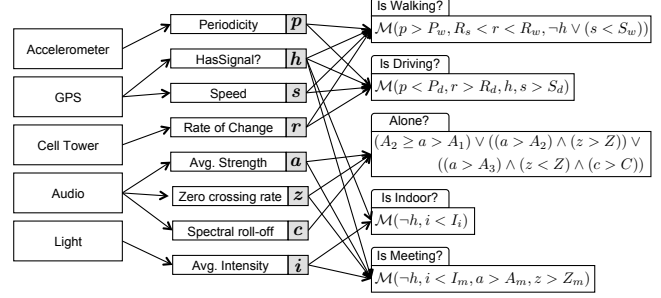 Accelerometer
GPS
Cell Tower
Audio
Light
Periodicity p
HasSignal? h
Speed s
Rate of Change r
Avg. Strength a
Zero crossing rate z
Spectral roll-off c
Avg. Intensity i
Is Walking?
M(p > P_w, R_s < r < R_w, ¬h ∨ (s < S_w))
Is Driving?
M(p < P_d, r > R_d, h, s > S_d)
Alone?
(A_2 ≥ a > A_1) ∨ ((a > A_2) ∧ (z > Z)) ∨
((a > A_3) ∧ (z < Z) ∧ (c > C))
Is Indoor?
M(¬h, i < I_i)
Is Meeting?
M(¬h, i < I_m, a > A_m, z > Z_m)